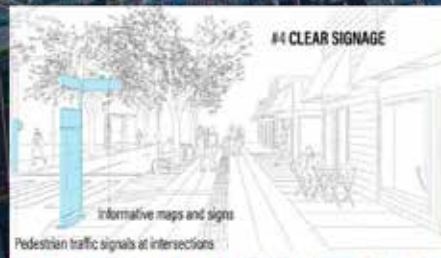 #4 CLEAR SIGNAGE
Informative maps and signs
Pedestrian traffic signals at intersections